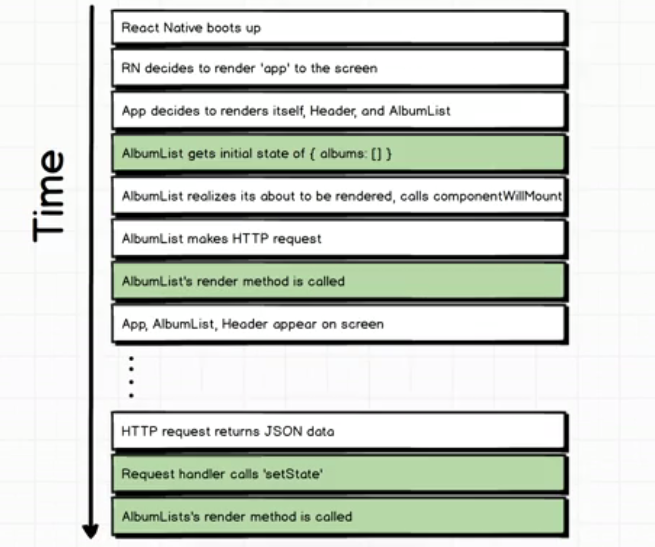 Time
React Native boots up
RN decides to render 'app' to the screen
App decides to renders itself, Header, and AlbumList
AlbumList gets initial state of { albums: [] }
AlbumList realizes its about to be rendered, calls componentWillMount
AlbumList makes HTTP request
AlbumList's render method is called
App, AlbumList, Header appear on screen
HTTP request returns JSON data
Request handler calls 'setState'
AlbumLists's render method is called